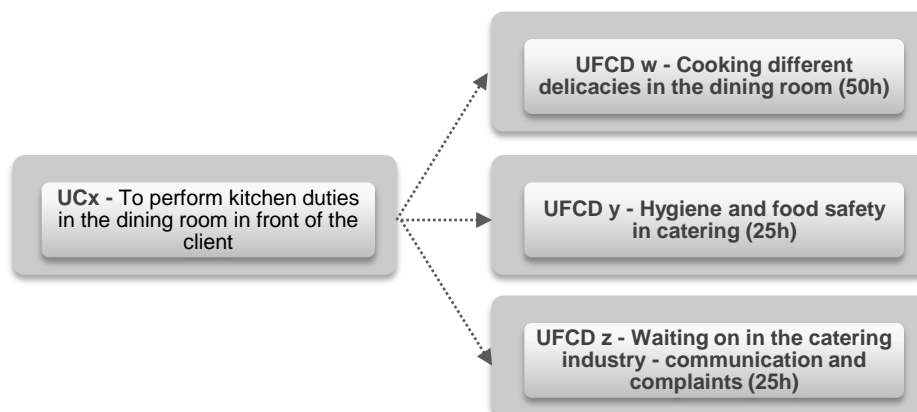 UFCD w - Cooking different
delicacies in the dining room (50h)
UCx - To perform kitchen duties
in the dining room in front of the
client
UFCD y - Hygiene and food safety
in catering (25h)
UFCD z - Waiting on in the catering
industry - communication and
complaints (25h)